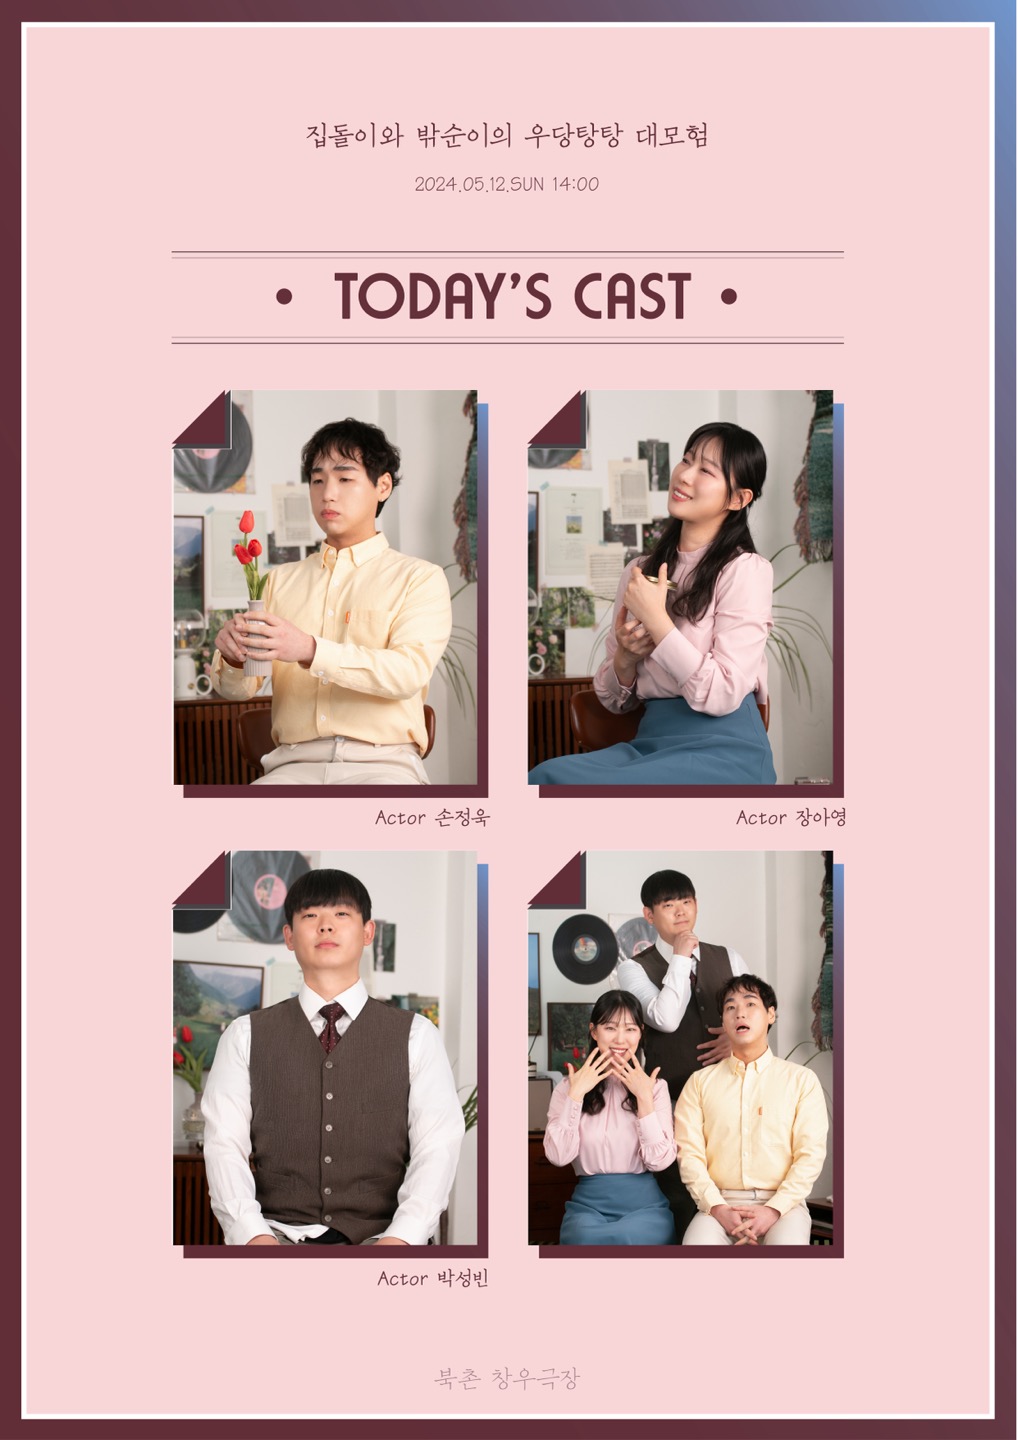 집돌이와 밖순이의 우당탕탕 대모험
2024.05.12.SUN 14:00
• TODAY'S CAST •
Actor 손정욱
Actor 장아영
Actor 박성빈
북촌 창우극장